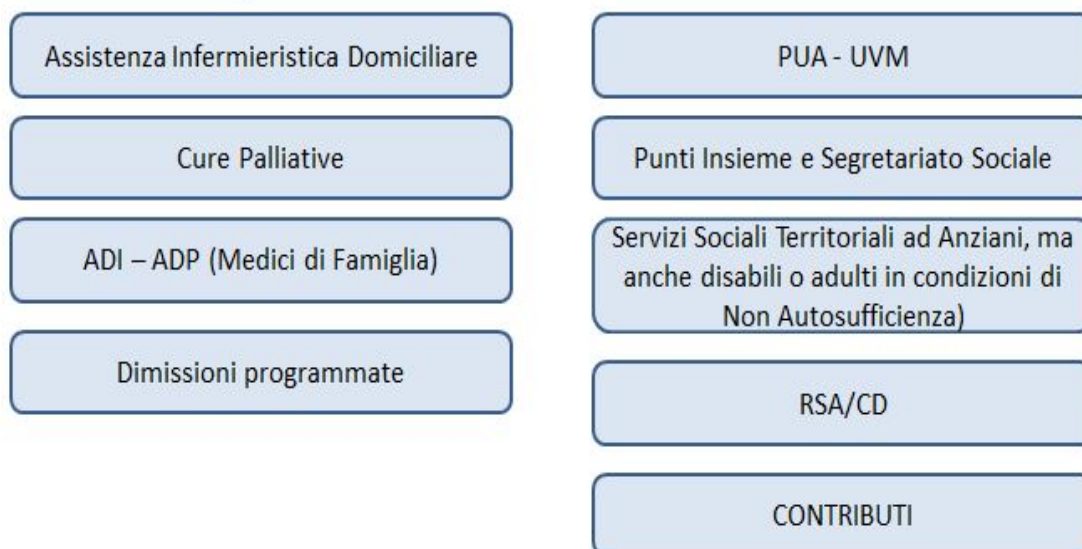 Assistenza Infermieristica Domiciliare
Cure Palliative
ADI – ADP (Medici di Famiglia)
Dimissioni programmate
PUA - UVM
Punti Insieme e Segretariato Sociale
Servizi Sociali Territoriali ad Anziani, ma
anche disabili o adulti in condizioni di
Non Autosufficienza)
RSA/CD
CONTRIBUTI